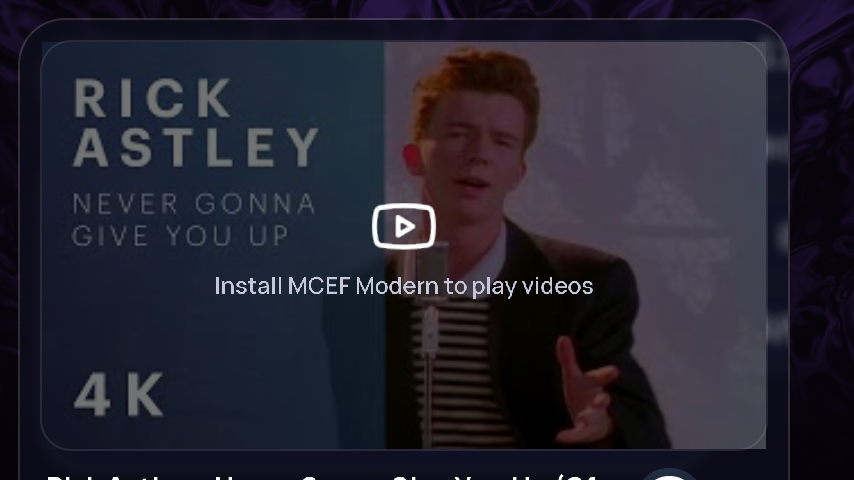 RICK
ASTLEY
NEVER GONNA
GIVE YOU UP
Install MCEF Modern to play videos
4K